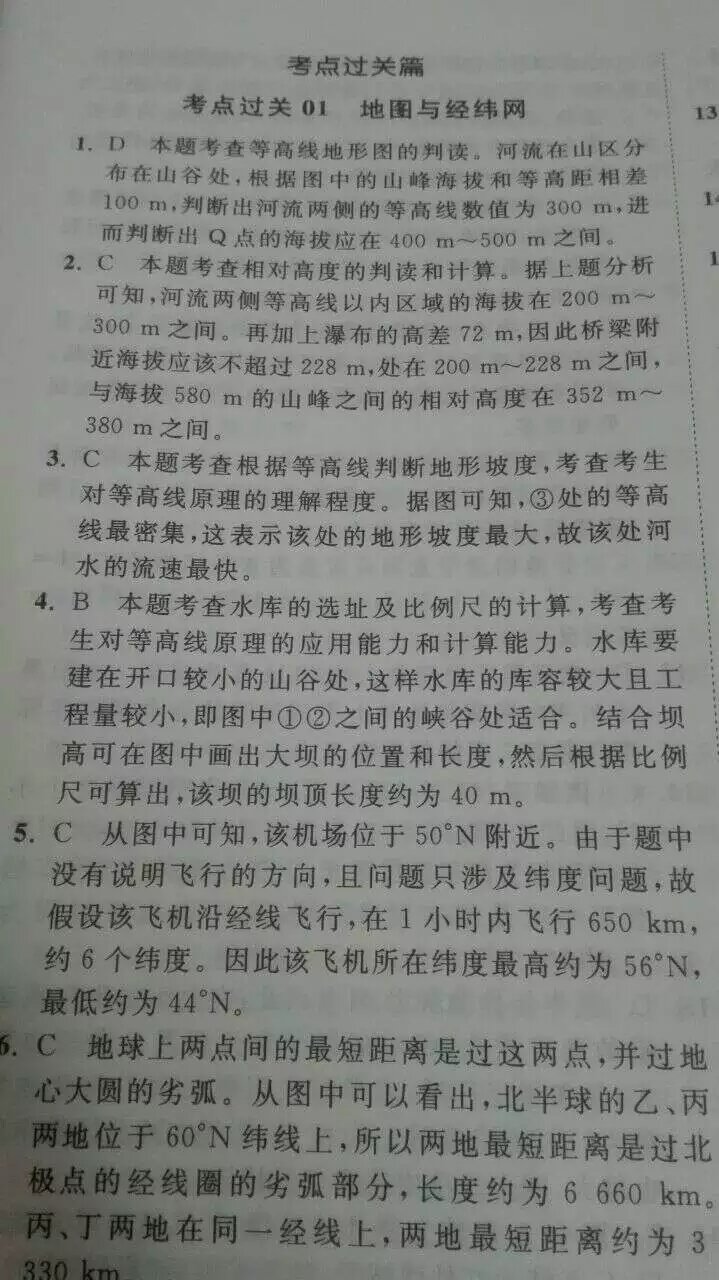 考点过关篇
考点过关01 地图与经纬网
1. D 本题考查等高线地形图的判读。河流在山区分
布在山谷处,根据图中的山峰海拔和等高距相差
100 m,判断出河流两侧的等高线数值为 300 m,进
而判断出 Q 点的海拔应在 400 m～500 m 之间。
2. C 本题考查相对高度的判读和计算。据上题分析
可知,河流两侧等高线以内区域的海拔在 200 m～
300 m 之间。再加上瀑布的高差 72 m,因此桥梁附
近海拔应该不超过 228 m,处在 200 m～228 m 之间,
与海拔 580 m 的山峰之间的相对高度在 352 m～
380 m 之间。
3. C 本题考查根据等高线判断地形坡度,考查考生
对等高线原理的理解程度。据图可知,③处的等高
线最密集,这表示该处的地形坡度最大,故该处河
水的流速最快。
4. B 本题考查水库的选址及比例尺的计算,考查考
生对等高线原理的应用能力和计算能力。水库要
建在开口较小的山谷处,这样水库的库容较大且工
程量较小,即图中①②之间的峡谷处适合。结合坝
高可在图中画出大坝的位置和长度,然后根据比例
尺可算出,该坝的坝顶长度约为 40 m。
5. C 从图中可知,该机场位于 50°N 附近。由于题中
没有说明飞行的方向,且问题只涉及纬度问题,故
假设该飞机沿经线飞行,在 1 小时内飞行 650 km,
约 6 个纬度。因此该飞机所在纬度最高约为 56°N,
最低约为 44°N。
6. C 地球上两点间的最短距离是过这两点,并过地
心大圆的劣弧。从图中可以看出,北半球的乙、丙
两地位于 60°N 纬线上,所以两地最短距离是过北
极点的经线圈的劣弧部分,长度约为 6 660 km。
丙、丁两地在同一经线上,两地最短距离约为 3
330 km
13
14
1